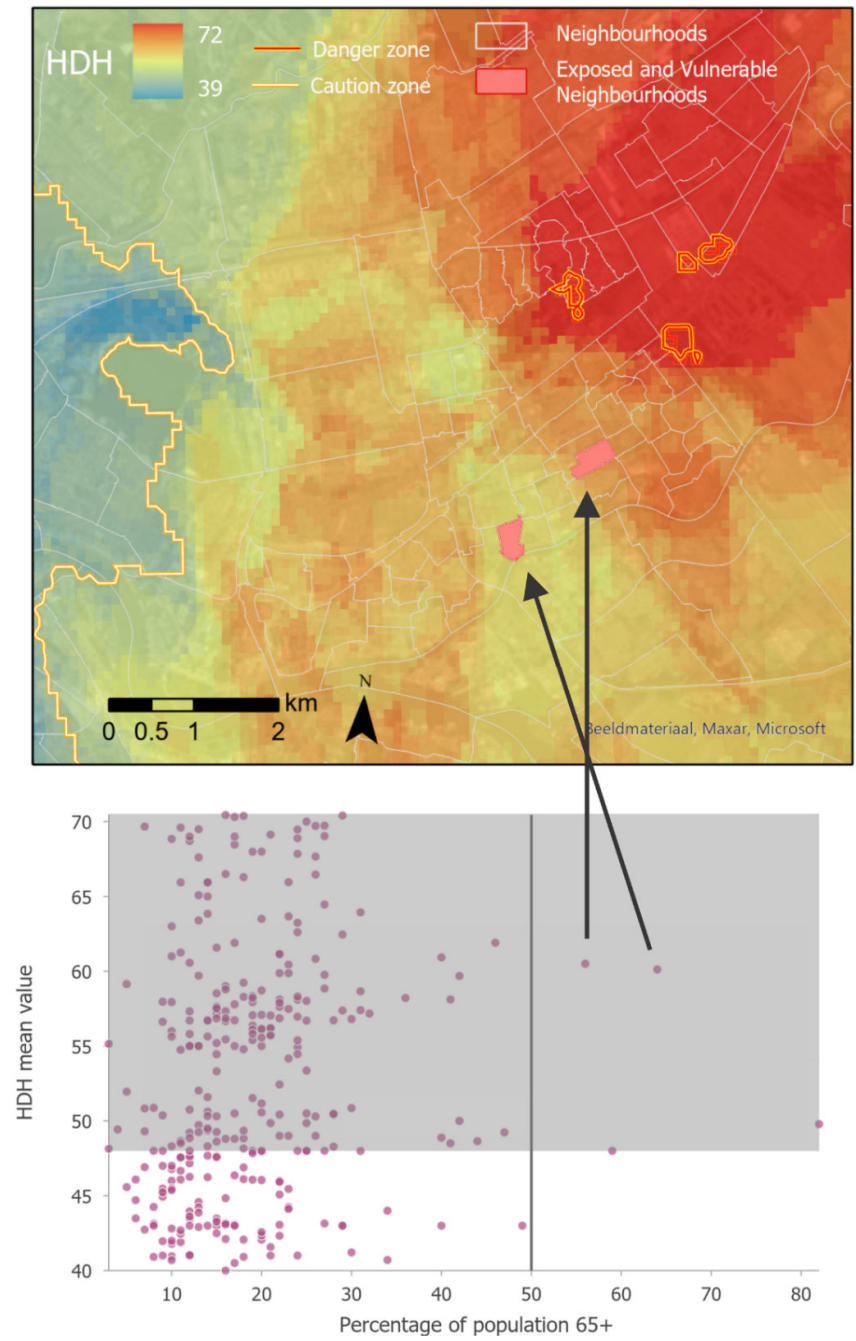 HDH
72
39
Danger zone
Caution zone
Neighbourhoods
Exposed and Vulnerable
Neighbourhoods
N
km
0 0.5 1 2
Beeldmateriaal, Maxar, Microsoft
HDH mean value
70
65
60
55
50
45
40
10 20 30 40 50 60 70 80
Percentage of population 65+